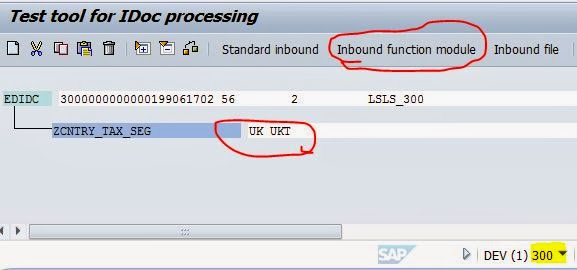 Test tool for IDoc processing
Standard inbound Inbound function module Inbound file
EDIDC 3000000000000199061702 56 2 LSLS_300
ZCNTRY_TAX_SEG UK UKT
SAP DEV (1) 300